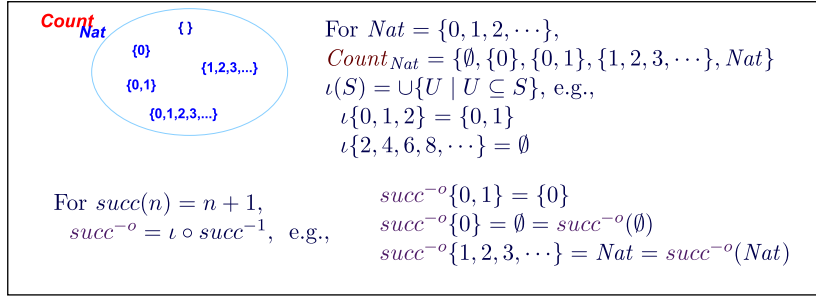 Count
Nat
{ }
{0}
{1,2,3,...}
{0,1}
{0,1,2,3,...}
For Nat = {0, 1, 2, ⋯},
Count_Nat = {∅, {0}, {0, 1}, {1, 2, 3, ⋯}, Nat}
ι(S) = ∪{U | U ⊆ S}, e.g.,
ι{0, 1, 2} = {0, 1}
ι{2, 4, 6, 8, ⋯} = ∅
For succ(n) = n + 1,
succ⁻ᵒ = ι ∘ succ⁻¹, e.g.,
succ⁻ᵒ{0, 1} = {0}
succ⁻ᵒ{0} = ∅ = succ⁻ᵒ(∅)
succ⁻ᵒ{1, 2, 3, ⋯} = Nat = succ⁻ᵒ(Nat)